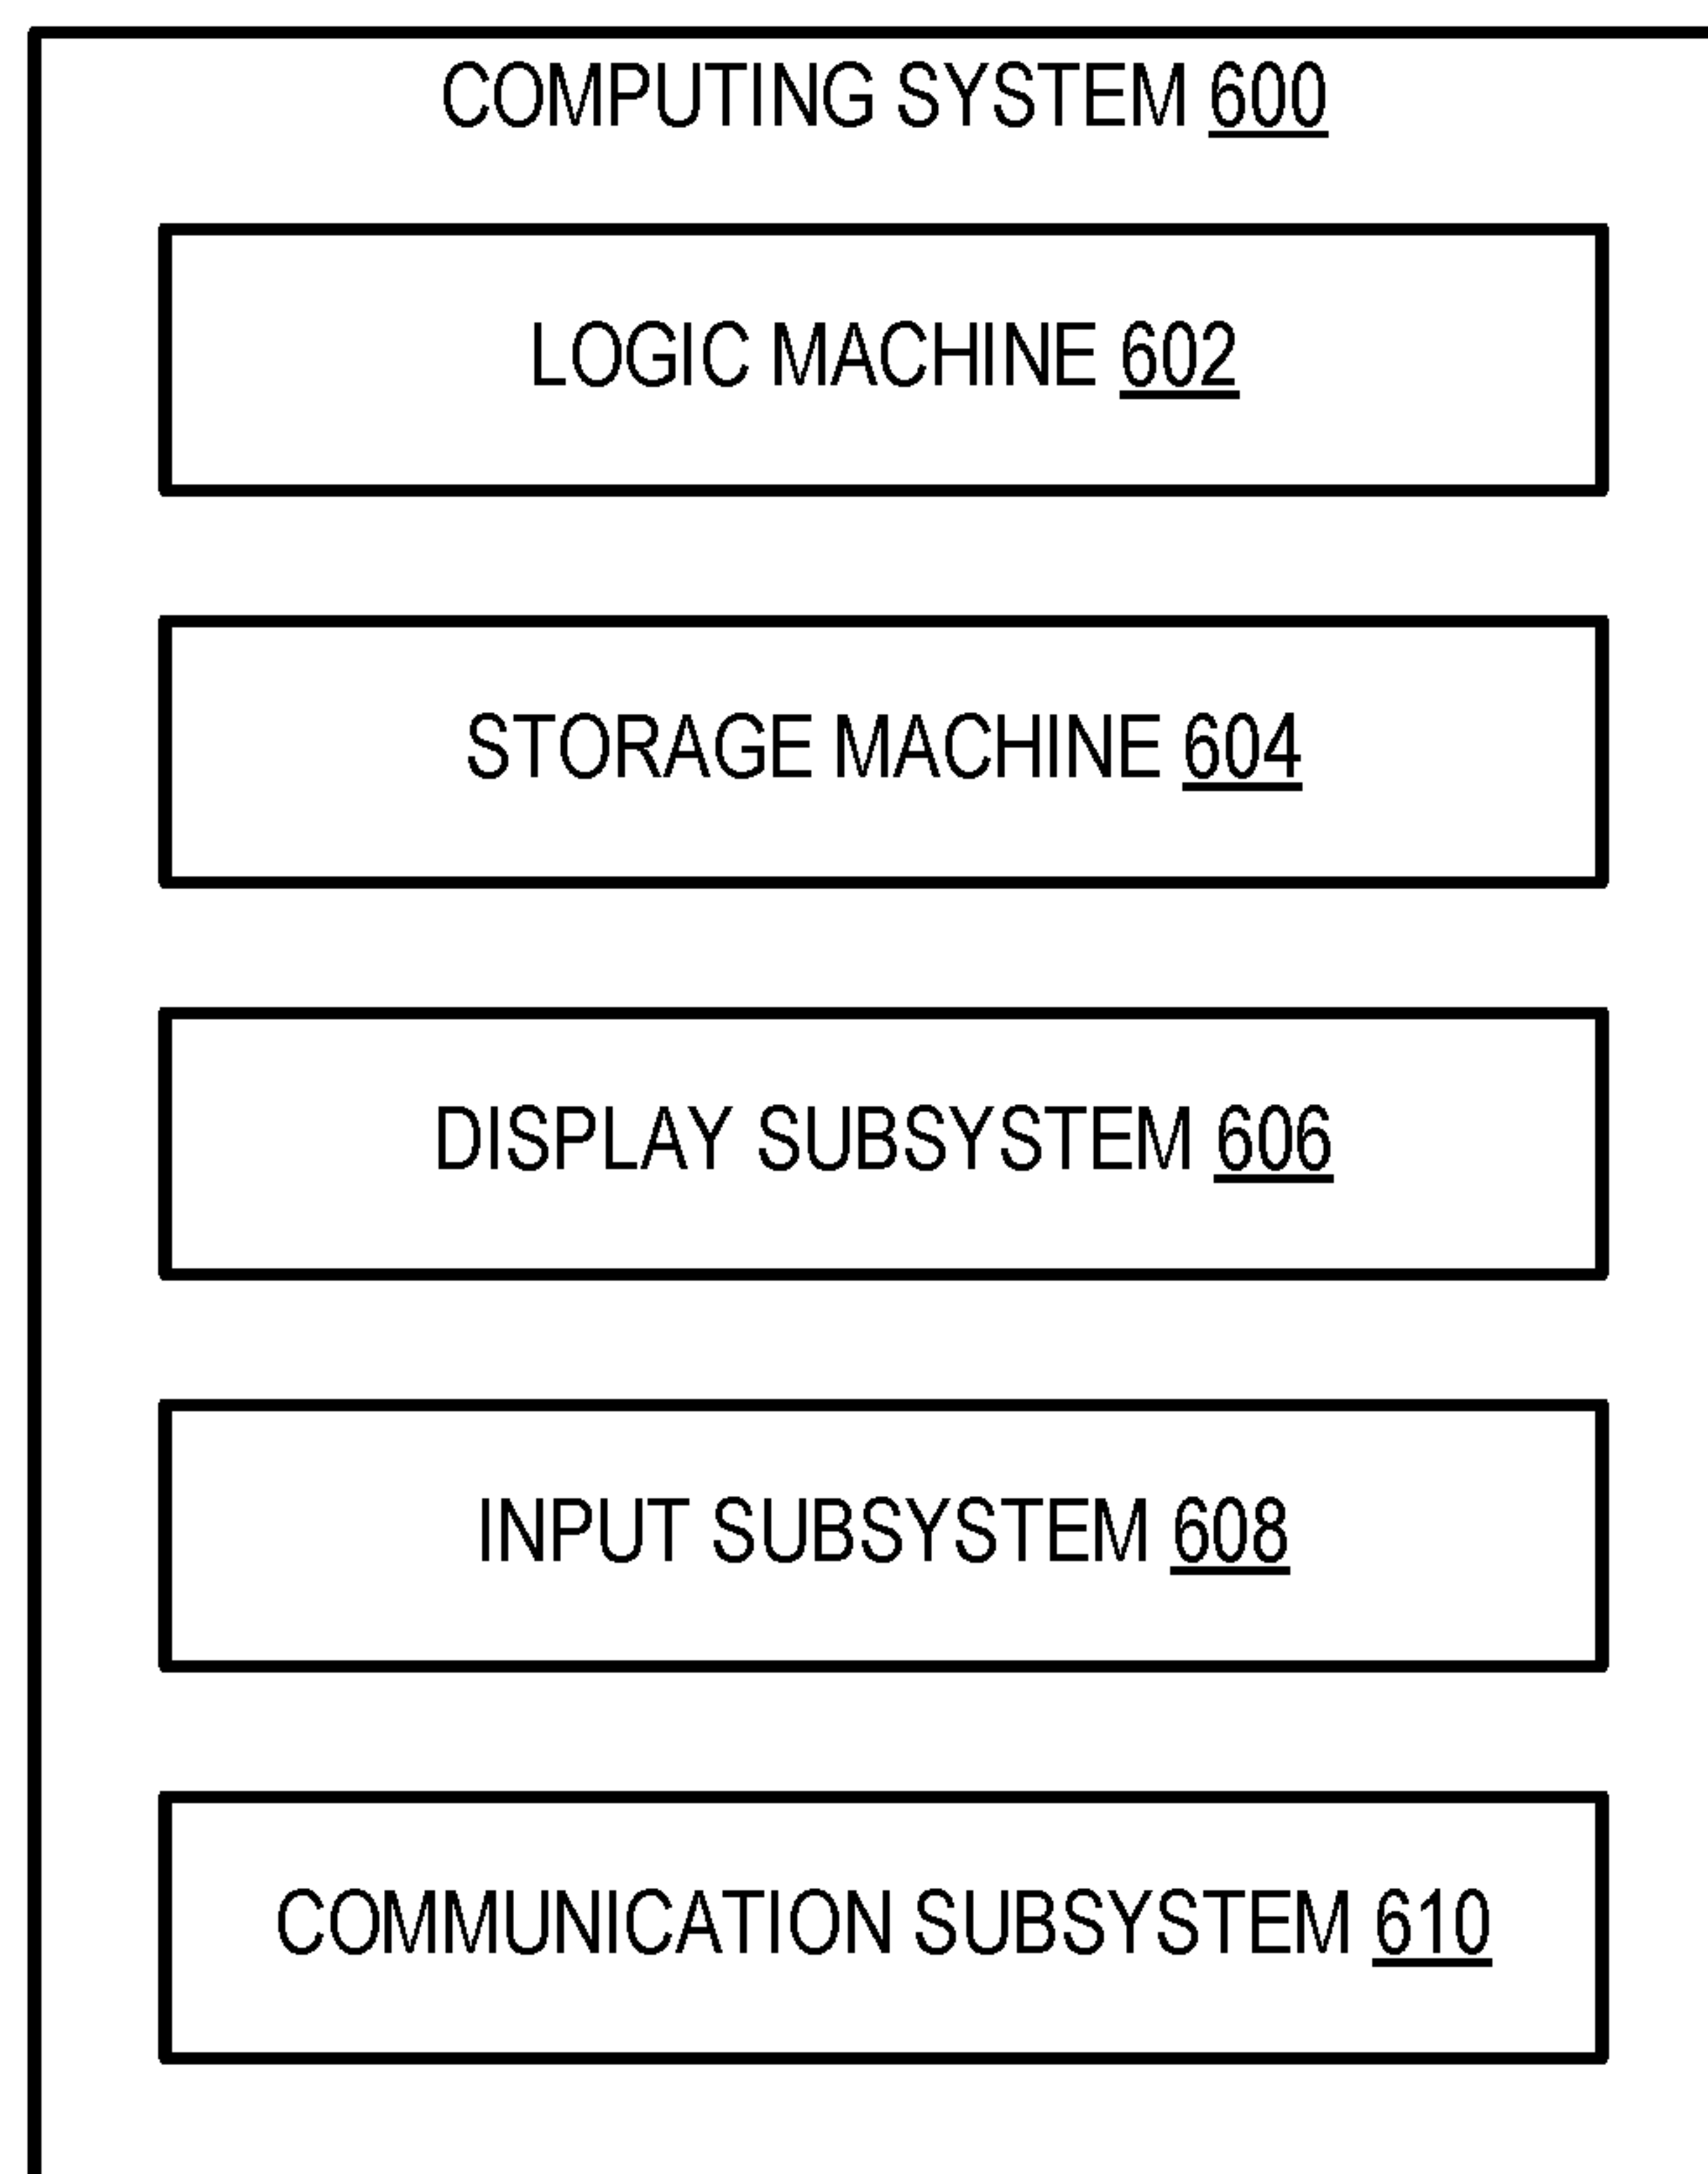 COMPUTING SYSTEM 600
LOGIC MACHINE 602
STORAGE MACHINE 604
DISPLAY SUBSYSTEM 606
INPUT SUBSYSTEM 608
COMMUNICATION SUBSYSTEM 610